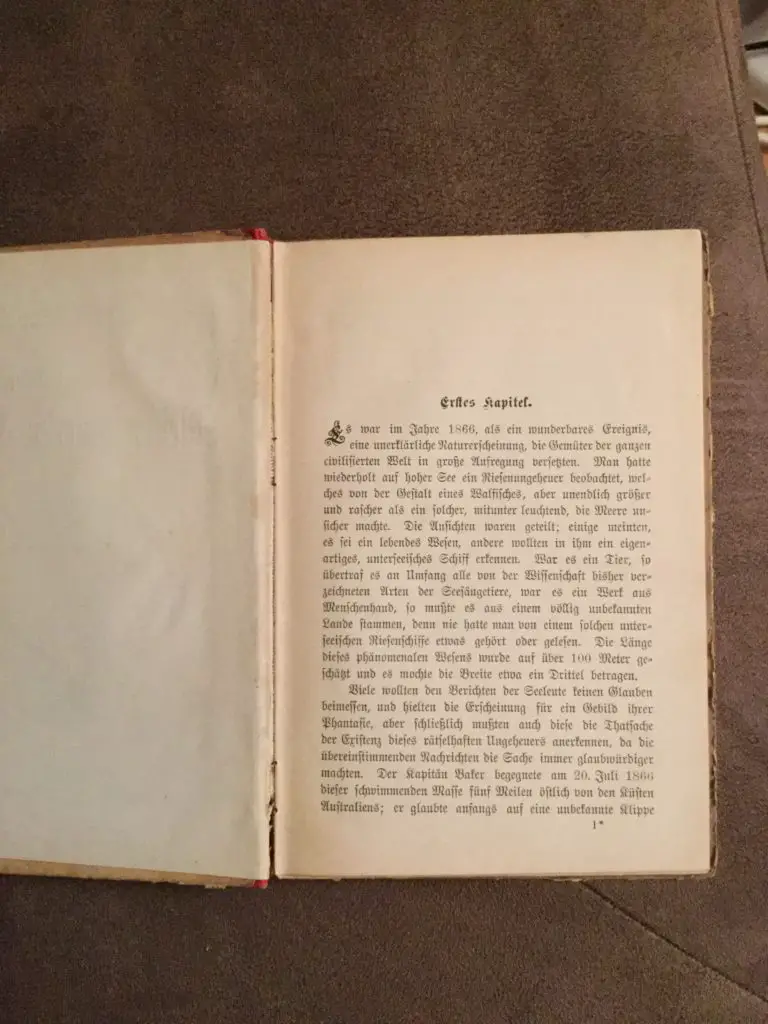 Erstes Kapitel.
Es war im Jahre 1866, als ein wunderbares Ereignis,
eine unerklärliche Naturerscheinung, die Gemüter der ganzen
civilisierten Welt in große Aufregung versetzten. Man hatte
wiederholt auf hoher See ein Riesenungeheuer beobachtet, wel-
ches von der Gestalt eines Walfisches, aber unendlich größer
und rascher als ein solcher, mitunter leuchtend, die Meere un-
sicher machte. Die Ansichten waren geteilt; einige meinten,
es sei ein lebendes Wesen, andere wollten in ihm ein eigen-
artiges, unterseeisches Schiff erkennen. War es ein Tier, so
übertraf es an Umfang alle von der Wissenschaft bisher ver-
zeichneten Arten der Seesäugetiere, war es ein Werk aus
Menschenhand, so mußte es aus einem völlig unbekannten
Lande stammen, denn nie hatte man von einem solchen unter-
seeischen Riesenschiffe etwas gehört oder gelesen. Die Länge
dieses phänomenalen Wesens wurde auf über 100 Meter ge-
schätzt und es mochte die Breite etwa ein Drittel betragen.
Viele wollten den Berichten der Seeleute keinen Glauben
beimessen, und hielten die Erscheinung für ein Gebild ihrer
Phantasie, aber schließlich mußten auch diese die Thatsache
der Existenz dieses rätselhaften Ungeheuers anerkennen, da die
übereinstimmenden Nachrichten die Sache immer glaubwürdiger
machten. Der Kapitän Baker begegnete am 20. Juli 1866
dieser schwimmenden Masse fünf Meilen östlich von den Küsten
Australiens; er glaubte anfangs auf eine unbekannte Klippe
1*